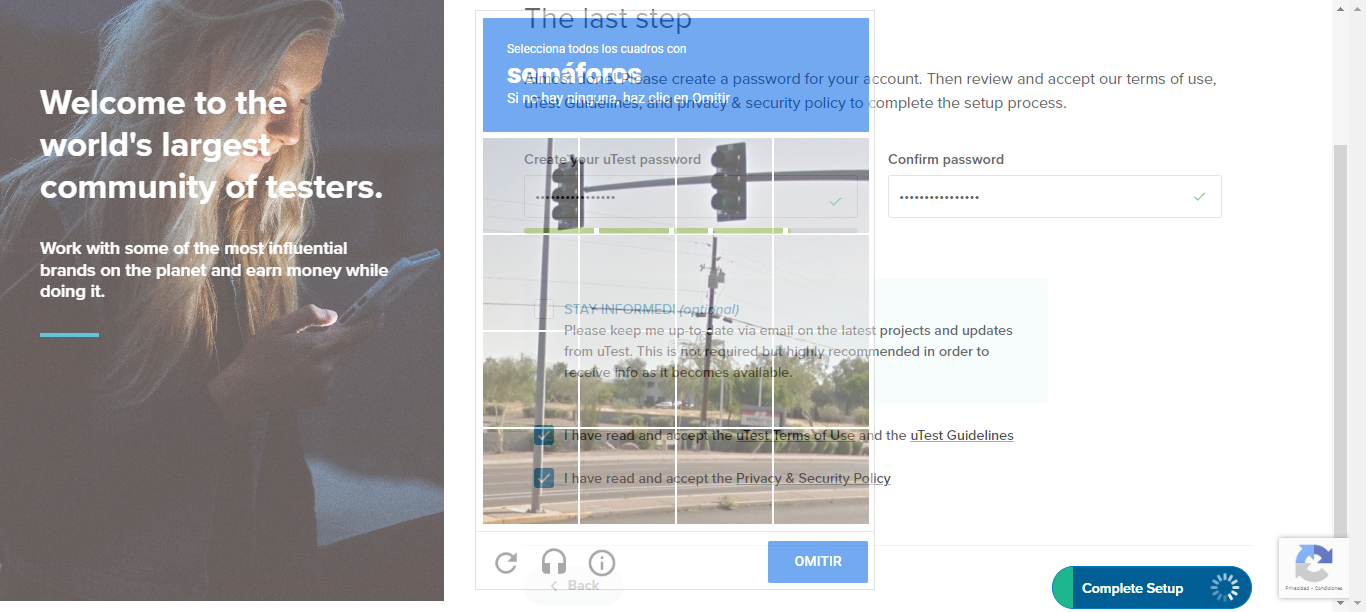 Welcome to the
world's largest
community of testers.
Work with some of the most influential
brands on the planet and earn money while
doing it.
The last step
Selecciona todos los cuadros con
semáforos
Si no hay ninguna, haz clic en Omitir
Almost done! Please create a password for your account. Then review and accept our terms of use,
uTest Guidelines, and privacy & security policy to complete the setup process.
Create your uTest password
Confirm password
STAY INFORMED! (optional)
Please keep me up-to-date via email on the latest projects and updates
from uTest. This is not required but highly recommended in order to
receive info as it becomes available.
I have read and accept the uTest Terms of Use and the uTest Guidelines
I have read and accept the Privacy & Security Policy
OMITIR
Back
Complete Setup
Privacidad - Condiciones